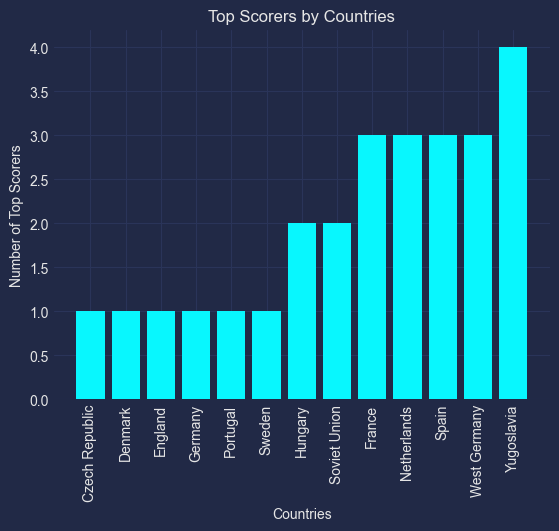 Top Scorers by Countries
Number of Top Scorers
4.0
3.5
3.0
2.5
2.0
1.5
1.0
0.5
0.0
Czech Republic
Denmark
England
Germany
Portugal
Sweden
Hungary
Soviet Union
France
Netherlands
Spain
West Germany
Yugoslavia
Countries